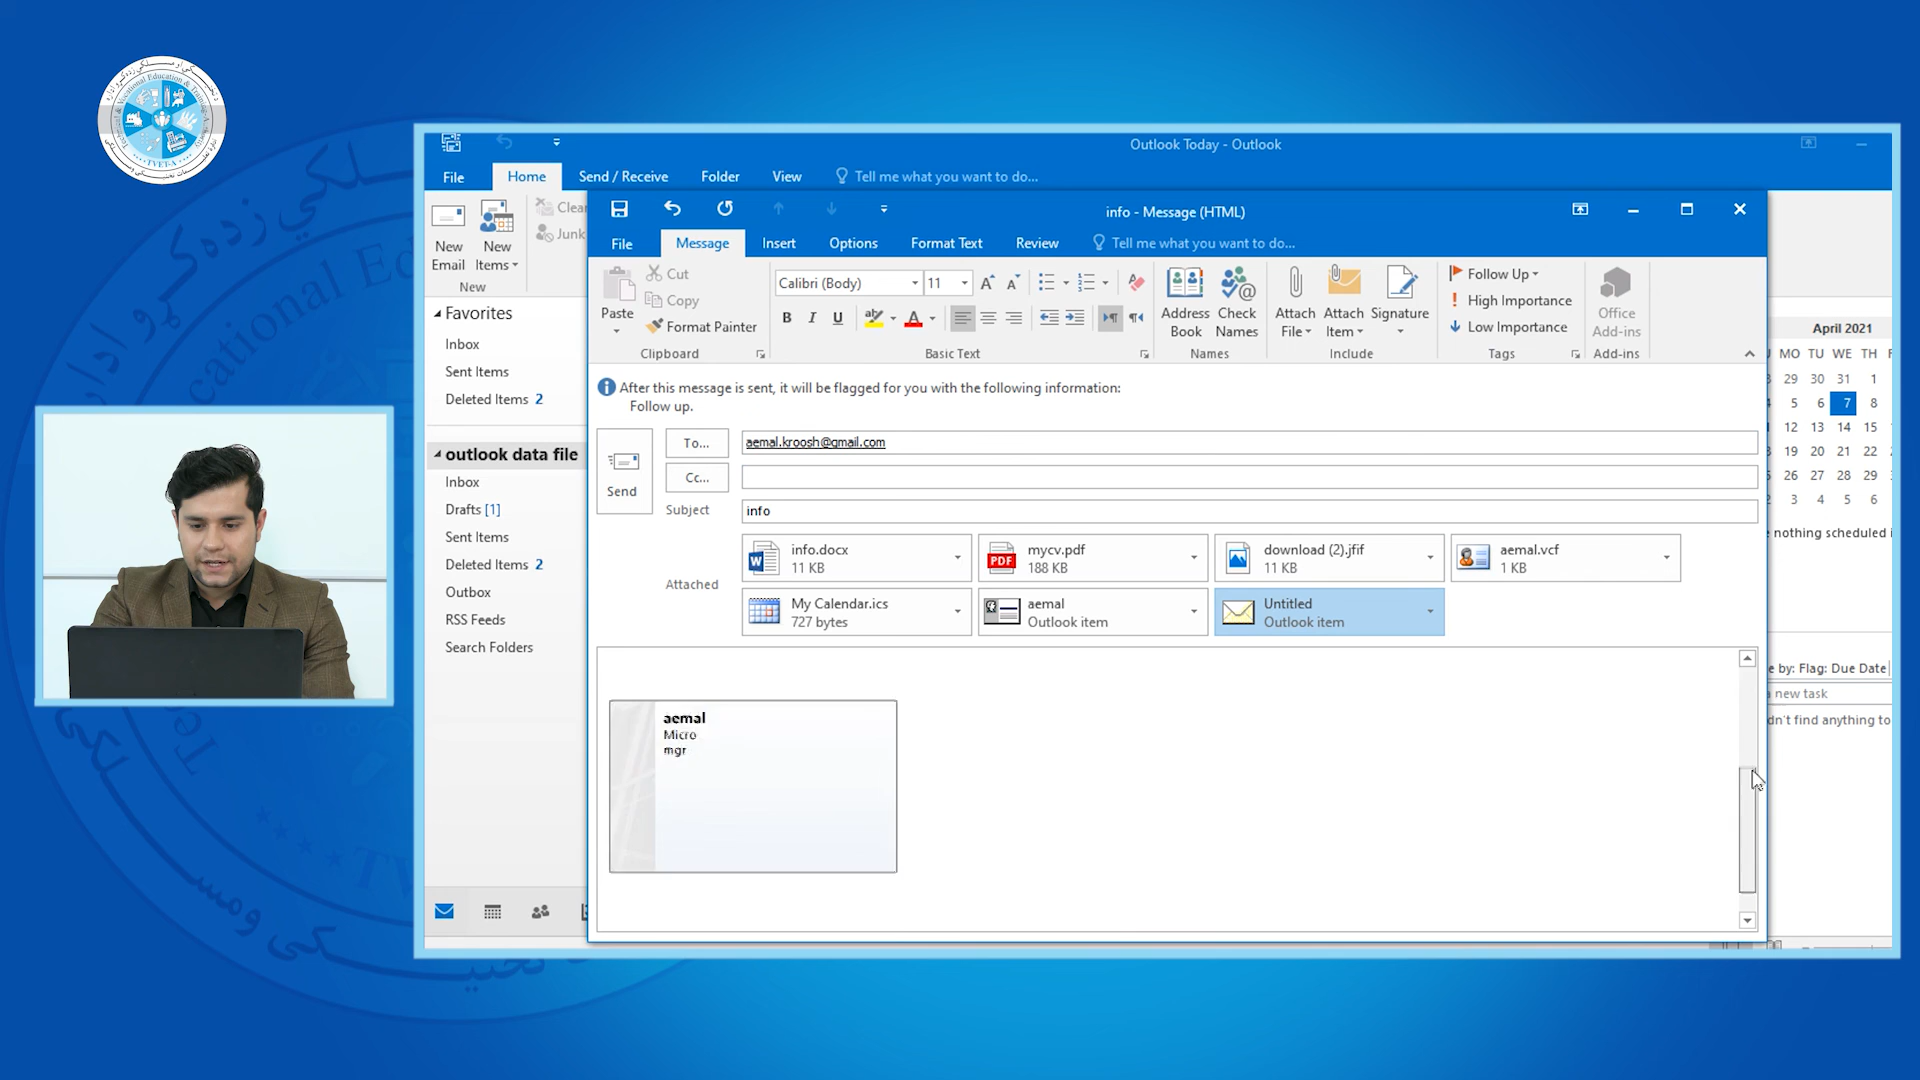 Technical & Vocational Education & Training Authority
TVET-A
Outlook Today - Outlook
File
Home
Send / Receive
Folder
View
Tell me what you want to do...
New
Email
New
Items
New
Clea
Junk
info - Message (HTML)
File
Message
Insert
Options
Format Text
Review
Tell me what you want to do...
Paste
Cut
Copy
Format Painter
Clipboard
Calibri (Body)
11
B I U
Basic Text
Address
Book
Check
Names
Names
Attach
File
Attach
Item
Signature
Include
Follow Up
High Importance
Low Importance
Tags
Office
Add-ins
Add-ins
Favorites
Inbox
Sent Items
Deleted Items 2
outlook data file
Inbox
Drafts [1]
Sent Items
Deleted Items 2
Outbox
RSS Feeds
Search Folders
After this message is sent, it will be flagged for you with the following information:
Follow up.
Send
To...
aemal.kroosh@gmail.com
Cc...
Subject
info
Attached
info.docx
11 KB
mycv.pdf
188 KB
download (2).jfif
11 KB
aemal.vcf
1 KB
My Calendar.ics
727 bytes
aemal
Outlook item
Untitled
Outlook item
aemal
Micro
mgr
April 2021
MO TU WE TH
29 30 31 1
5 6 7 8
12 13 14 15
19 20 21 22
26 27 28 29
3 4 5 6
nothing scheduled i
e by: Flag: Due Date
a new task
dn't find anything to